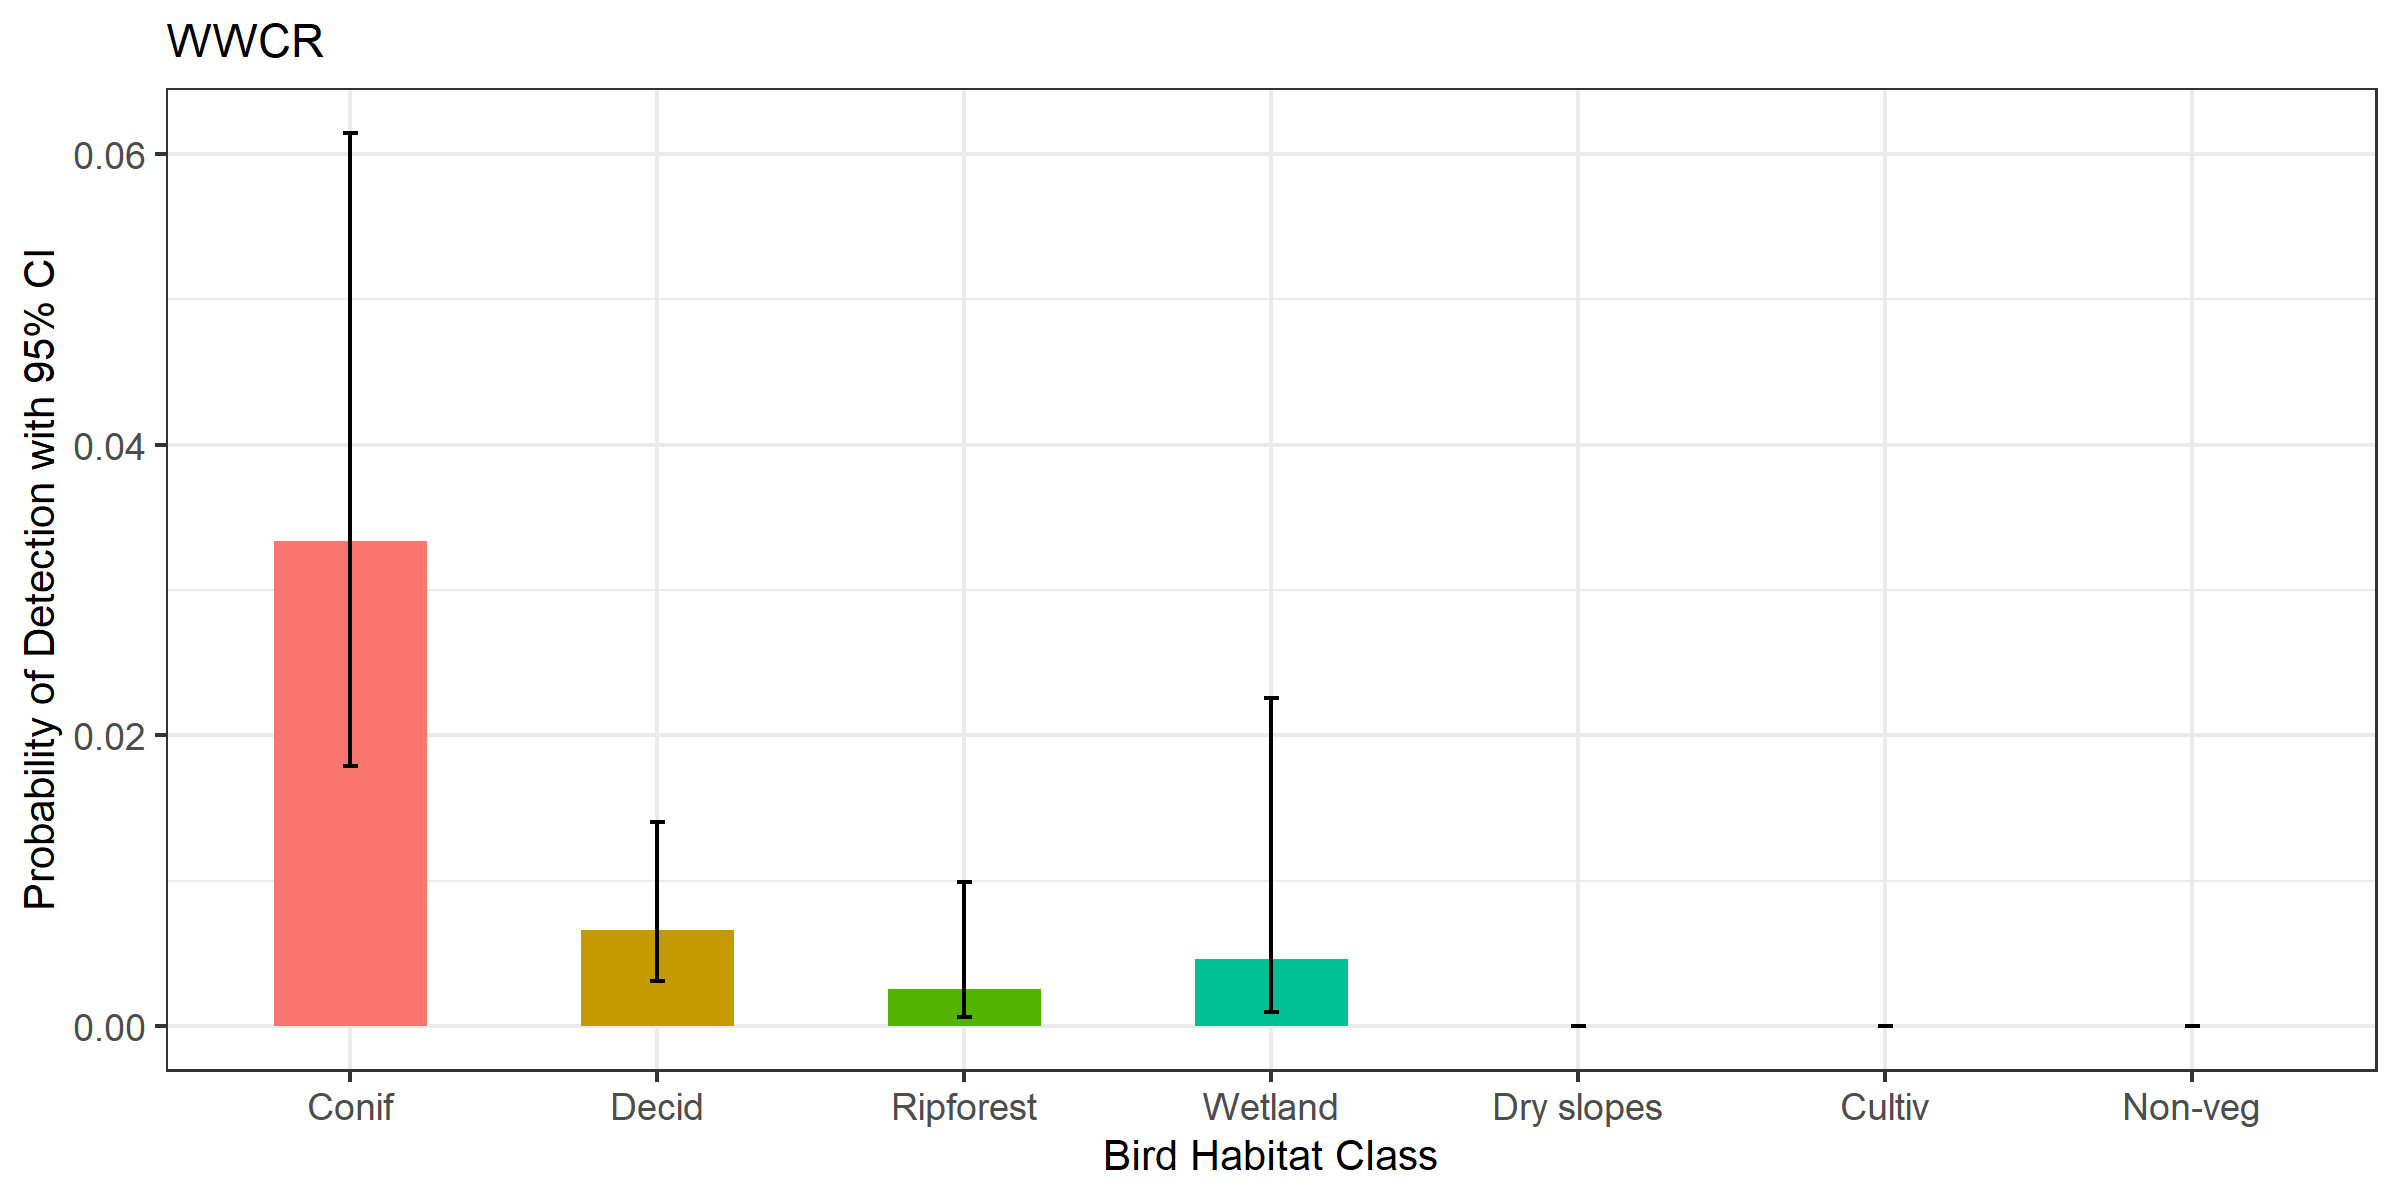 WWCR
Probability of Detection with 95% CI
0.06
0.04
0.02
0.00
Conif Decid Ripforest Wetland Dry slopes Cultiv Non-veg
Bird Habitat Class